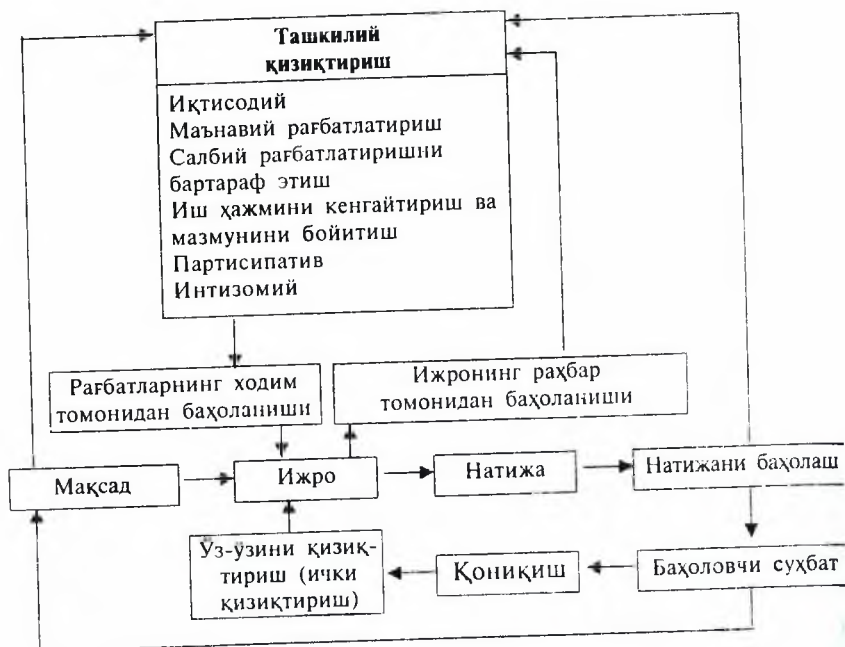 Ташкилий
қизиқтириш
Иқтисодий
Маънавий рағбатлатириш
Салбий рағбатлатиришни
бартараф этиш
Иш ҳажмини кенгайтириш ва
мазмунини бойитиш
Партисипатив
Интизомий
Рағбатларнинг ходим
томонидан баҳоланиши
Ижронинг раҳбар
томонидан баҳоланиши
Мақсад
Ижро
Натижа
Натижани баҳолаш
Ўз-ўзини қизиқ-
тириш (ички
қизиқтириш)
Қониқиш
Баҳоловчи суҳбат